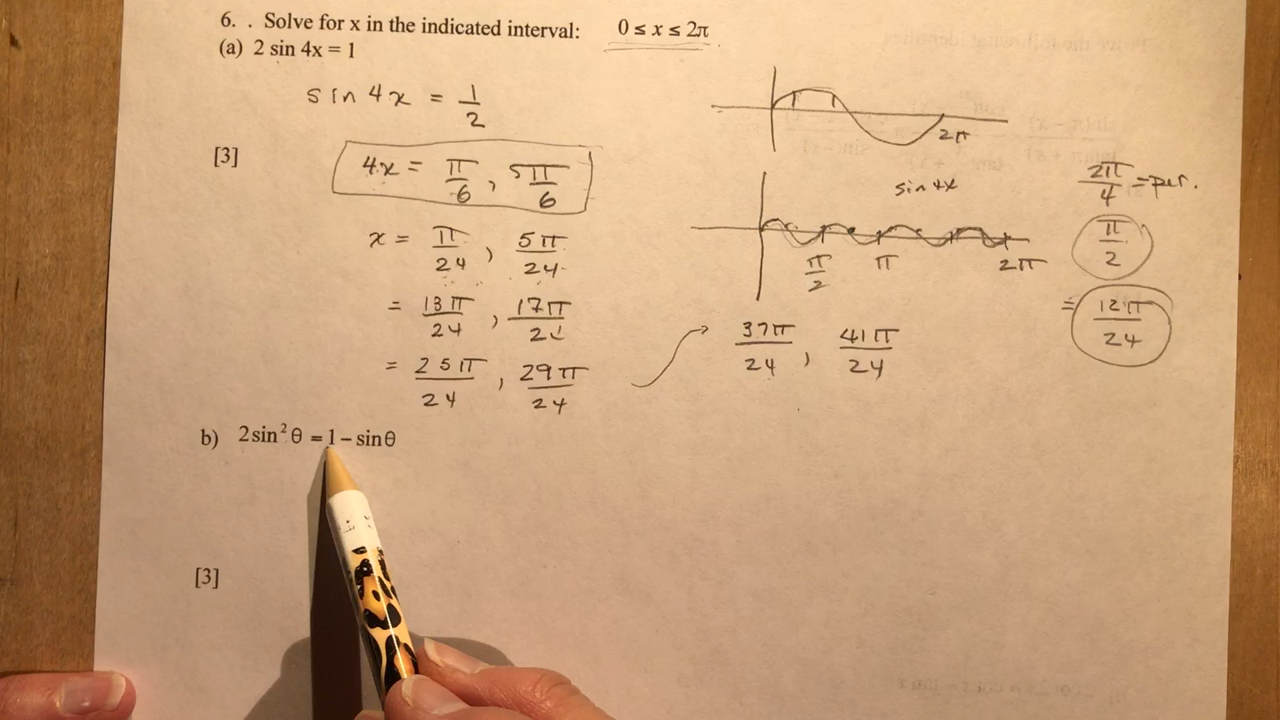 6. . Solve for x in the indicated interval: 0 ≤ x ≤ 2π
(a) 2 sin 4x = 1
sin 4x = 1/2
[3]
4x = π/6, 5π/6
x = π/24, 5π/24
= 13π/24, 17π/24
= 25π/24, 29π/24
37π/24, 41π/24
2π
sin 4x
π/2 π 2π
2π/4 = per.
π/2
= 12π/24
b) 2sin²θ = 1 − sinθ
[3]